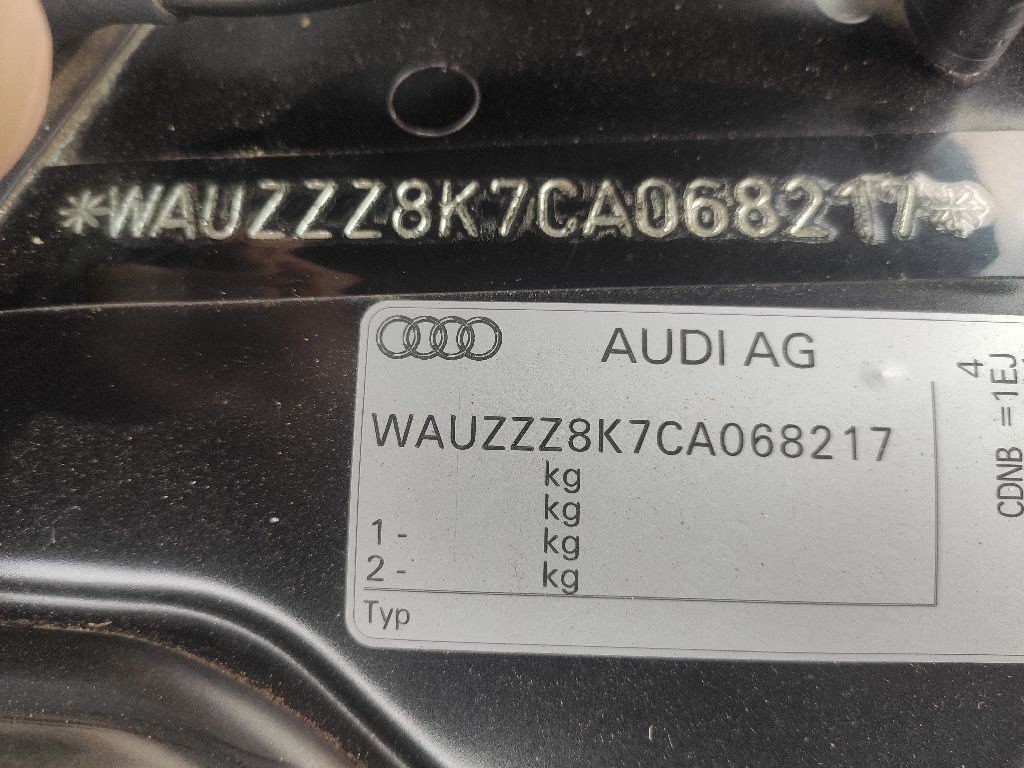 *WAUZZZ8K7CA068217*
AUDI AG
WAUZZZ8K7CA068217
kg
kg
1 - kg
2 - kg
Typ
4
CDNB =1EJ